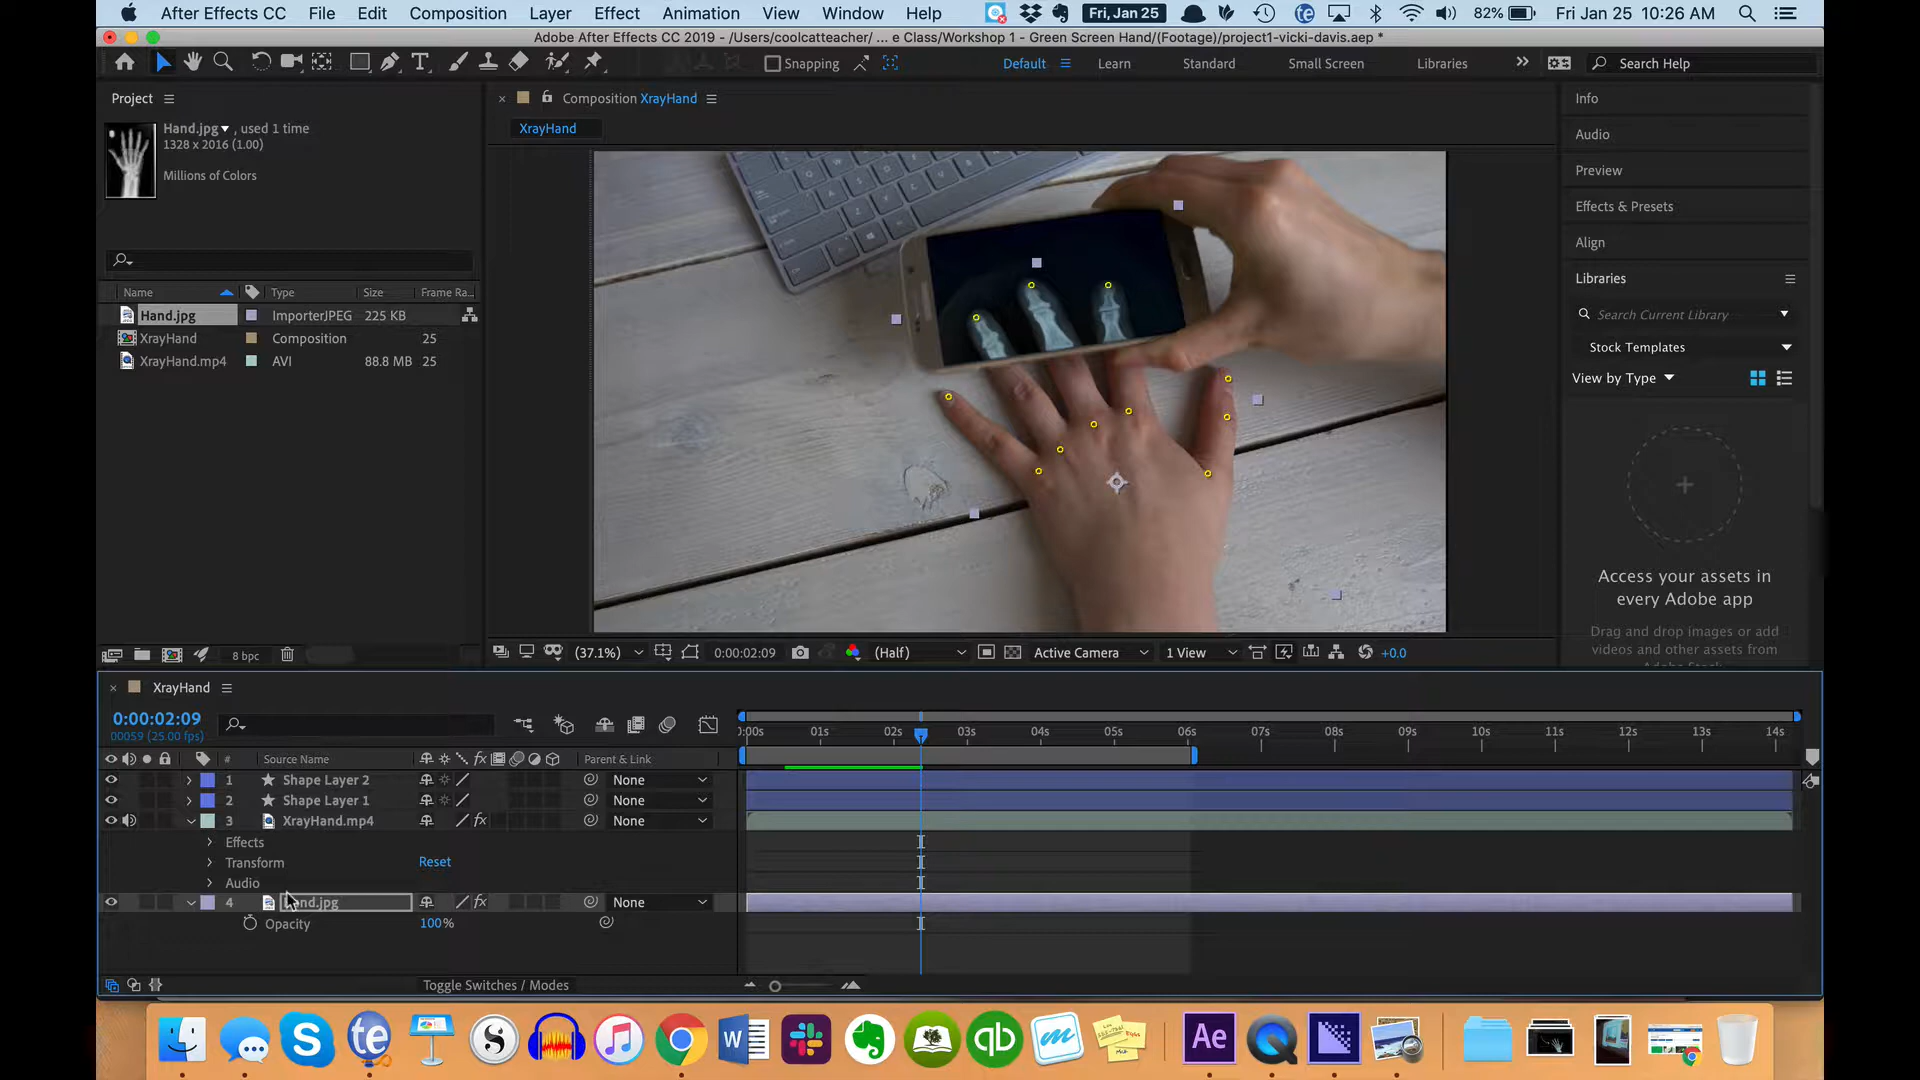 After Effects CC File Edit Composition Layer Effect Animation View Window Help Fri, Jan 25 82% Fri Jan 25 10:26 AM
Adobe After Effects CC 2019 - /Users/coolcatteacher/ ... e Class/Workshop 1 - Green Screen Hand/(Footage)/project1-vicki-davis.aep *
Snapping Default Learn Standard Small Screen Libraries Search Help
Project
Hand.jpg , used 1 time
1328 x 2016 (1.00)
Millions of Colors
Name Type Size Frame Ra...
Hand.jpg ImporterJPEG 225 KB
XrayHand Composition 25
XrayHand.mp4 AVI 88.8 MB 25
8 bpc
Composition XrayHand
XrayHand
(37.1%) 0:00:02:09 (Half) Active Camera 1 View +0.0
Info
Audio
Preview
Effects & Presets
Align
Libraries
Search Current Library
Stock Templates
View by Type
Access your assets in
every Adobe app
Drag and drop images or add
videos and other assets from
XrayHand
0:00:02:09
00059 (25.00 fps)
:00s 01s 02s 03s 04s 05s 06s 07s 08s 09s 10s 11s 12s 13s 14s
# Source Name fx Parent & Link
1 Shape Layer 2 None
2 Shape Layer 1 None
3 XrayHand.mp4 fx None
Effects
Transform Reset
Audio
4 fx None
Opacity 100%
Toggle Switches / Modes
S te S W qb m Ae